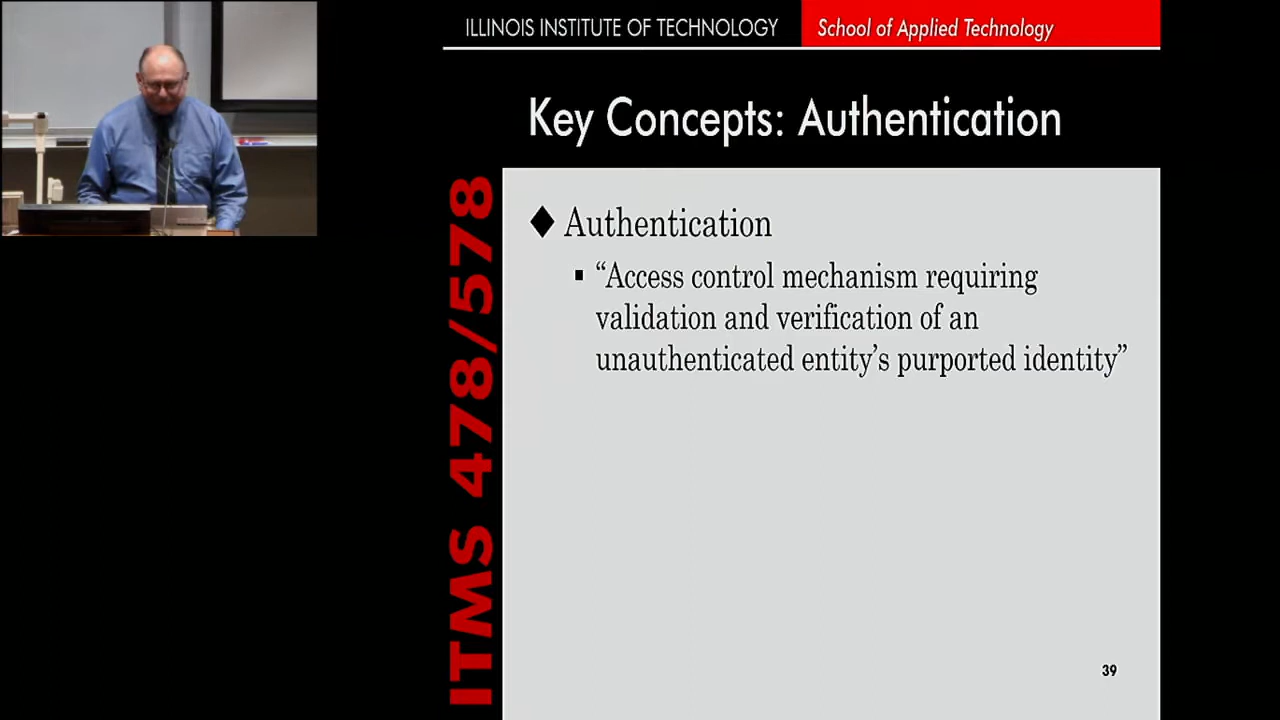 ILLINOIS INSTITUTE OF TECHNOLOGY School of Applied Technology
Key Concepts: Authentication
ITMS 478/578
Authentication
“Access control mechanism requiring
validation and verification of an
unauthenticated entity’s purported identity”
39